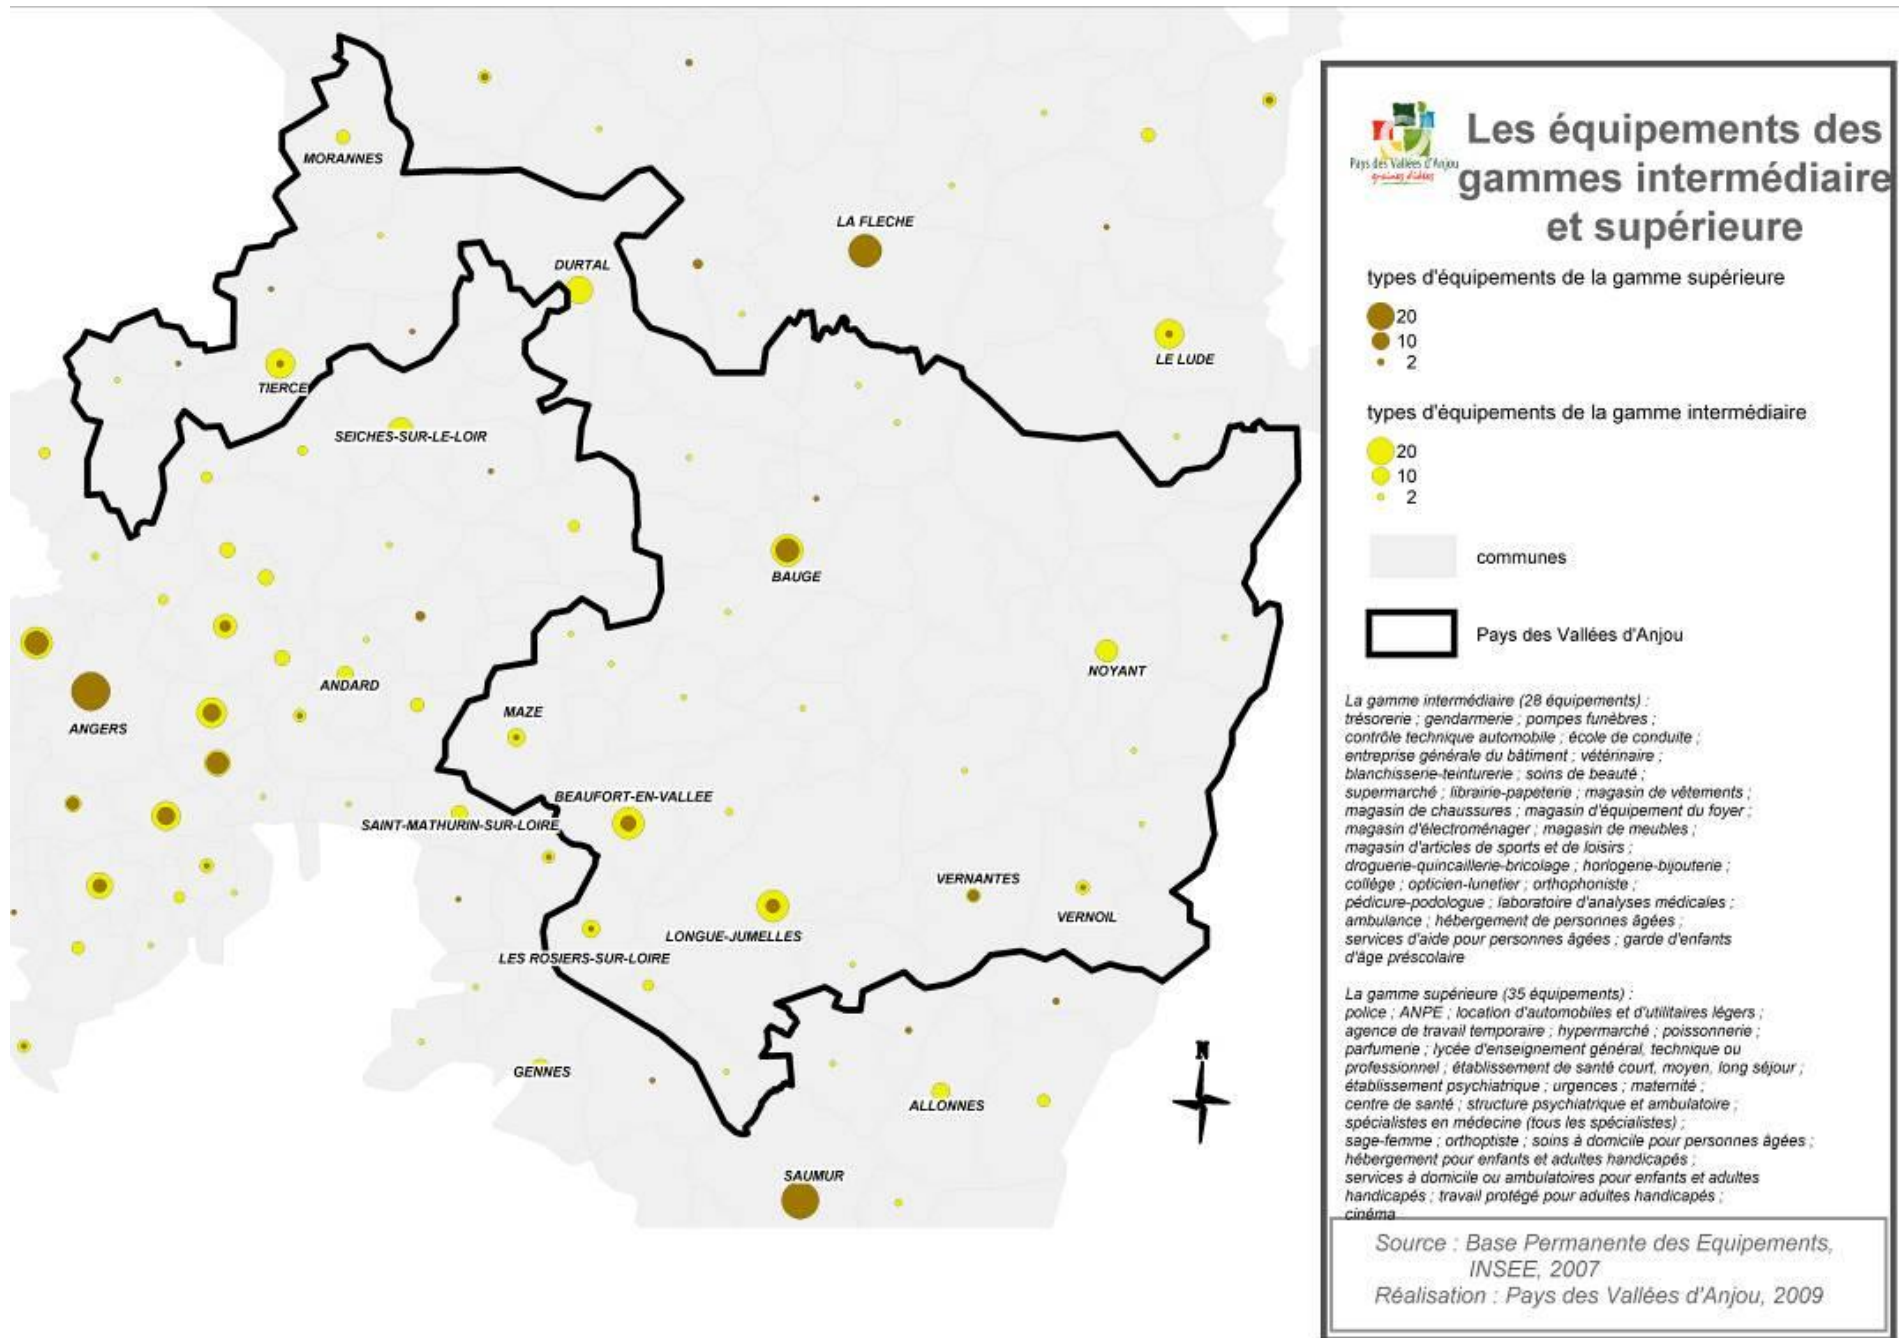 MORANNES
LA FLECHE
DURTAL
LE LUDE
TIERCE
SEICHES-SUR-LE-LOIR
BAUGE
NOYANT
ANDARD
MAZE
ANGERS
BEAUFORT-EN-VALLEE
SAINT-MATHURIN-SUR-LOIRE
VERNANTES
VERNOIL
LONGUE-JUMELLES
LES ROSIERS-SUR-LOIRE
GENNES
ALLONNES
SAUMUR
N
Pays des Vallées d'Anjou
graines d'idées
Les équipements des
gammes intermédiaire
et supérieure
types d'équipements de la gamme supérieure
20
10
2
types d'équipements de la gamme intermédiaire
20
10
2
communes
Pays des Vallées d'Anjou
La gamme intermédiaire (28 équipements) :
trésorerie ; gendarmerie ; pompes funèbres ;
contrôle technique automobile ; école de conduite ;
entreprise générale du bâtiment ; vétérinaire ;
blanchisserie-teinturerie ; soins de beauté ;
supermarché ; librairie-papeterie ; magasin de vêtements ;
magasin de chaussures ; magasin d'équipement du foyer ;
magasin d'électroménager ; magasin de meubles ;
magasin d'articles de sports et de loisirs ;
droguerie-quincaillerie-bricolage ; horlogerie-bijouterie ;
collège ; opticien-lunetier ; orthophoniste ;
pédicure-podologue ; laboratoire d'analyses médicales ;
ambulance ; hébergement de personnes âgées ;
services d'aide pour personnes âgées ; garde d'enfants
d'âge préscolaire
La gamme supérieure (35 équipements) :
police ; ANPE ; location d'automobiles et d'utilitaires légers ;
agence de travail temporaire ; hypermarché ; poissonnerie ;
parfumerie ; lycée d'enseignement général, technique ou
professionnel ; établissement de santé court, moyen, long séjour ;
établissement psychiatrique ; urgences ; maternité ;
centre de santé ; structure psychiatrique et ambulatoire ;
spécialistes en médecine (tous les spécialistes) ;
sage-femme ; orthoptiste ; soins à domicile pour personnes âgées ;
hébergement pour enfants et adultes handicapés ;
services à domicile ou ambulatoires pour enfants et adultes
handicapés ; travail protégé pour adultes handicapés ;
cinéma
Source : Base Permanente des Equipements,
INSEE, 2007
Réalisation : Pays des Vallées d'Anjou, 2009